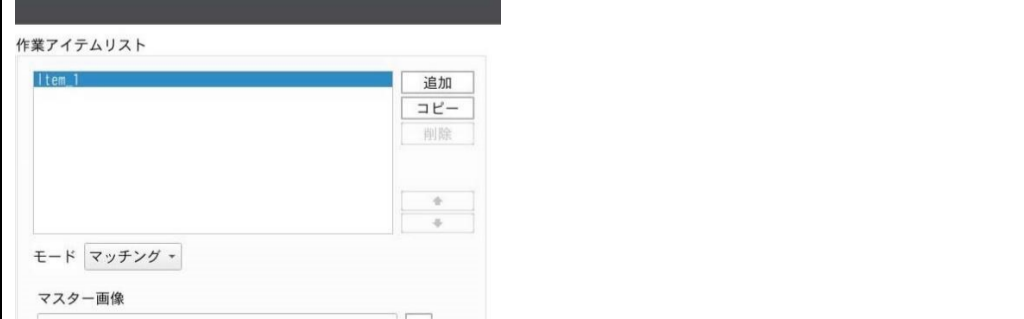 作業アイテムリスト
Item_1
追加
コピー
削除
モード マッチング
マスター画像